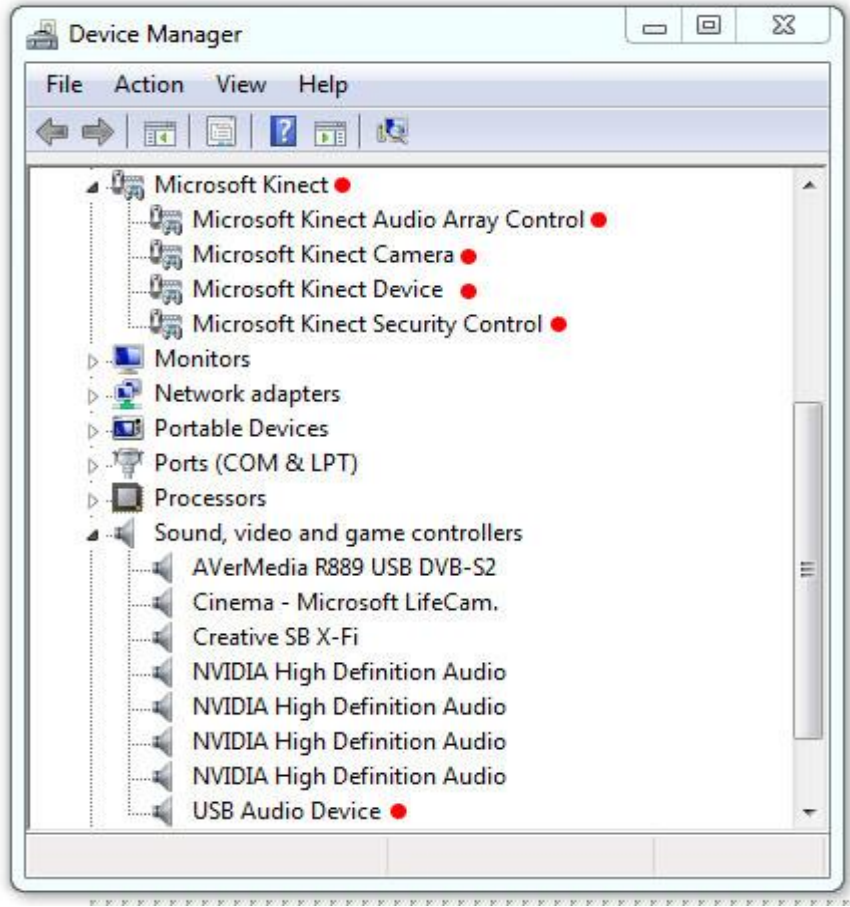 Device Manager
File Action View Help
Microsoft Kinect
Microsoft Kinect Audio Array Control
Microsoft Kinect Camera
Microsoft Kinect Device
Microsoft Kinect Security Control
Monitors
Network adapters
Portable Devices
Ports (COM & LPT)
Processors
Sound, video and game controllers
AVerMedia R889 USB DVB-S2
Cinema - Microsoft LifeCam.
Creative SB X-Fi
NVIDIA High Definition Audio
NVIDIA High Definition Audio
NVIDIA High Definition Audio
NVIDIA High Definition Audio
USB Audio Device